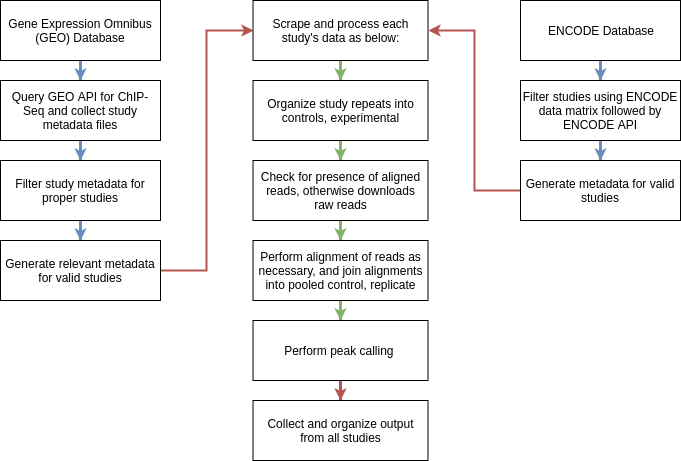 Gene Expression Omnibus
(GEO) Database
Query GEO API for ChIP-
Seq and collect study
metadata files
Filter study metadata for
proper studies
Generate relevant metadata
for valid studies
Scrape and process each
study's data as below:
Organize study repeats into
controls, experimental
Check for presence of aligned
reads, otherwise downloads
raw reads
Perform alignment of reads as
necessary, and join alignments
into pooled control, replicate
Perform peak calling
Collect and organize output
from all studies
ENCODE Database
Filter studies using ENCODE
data matrix followed by
ENCODE API
Generate metadata for valid
studies